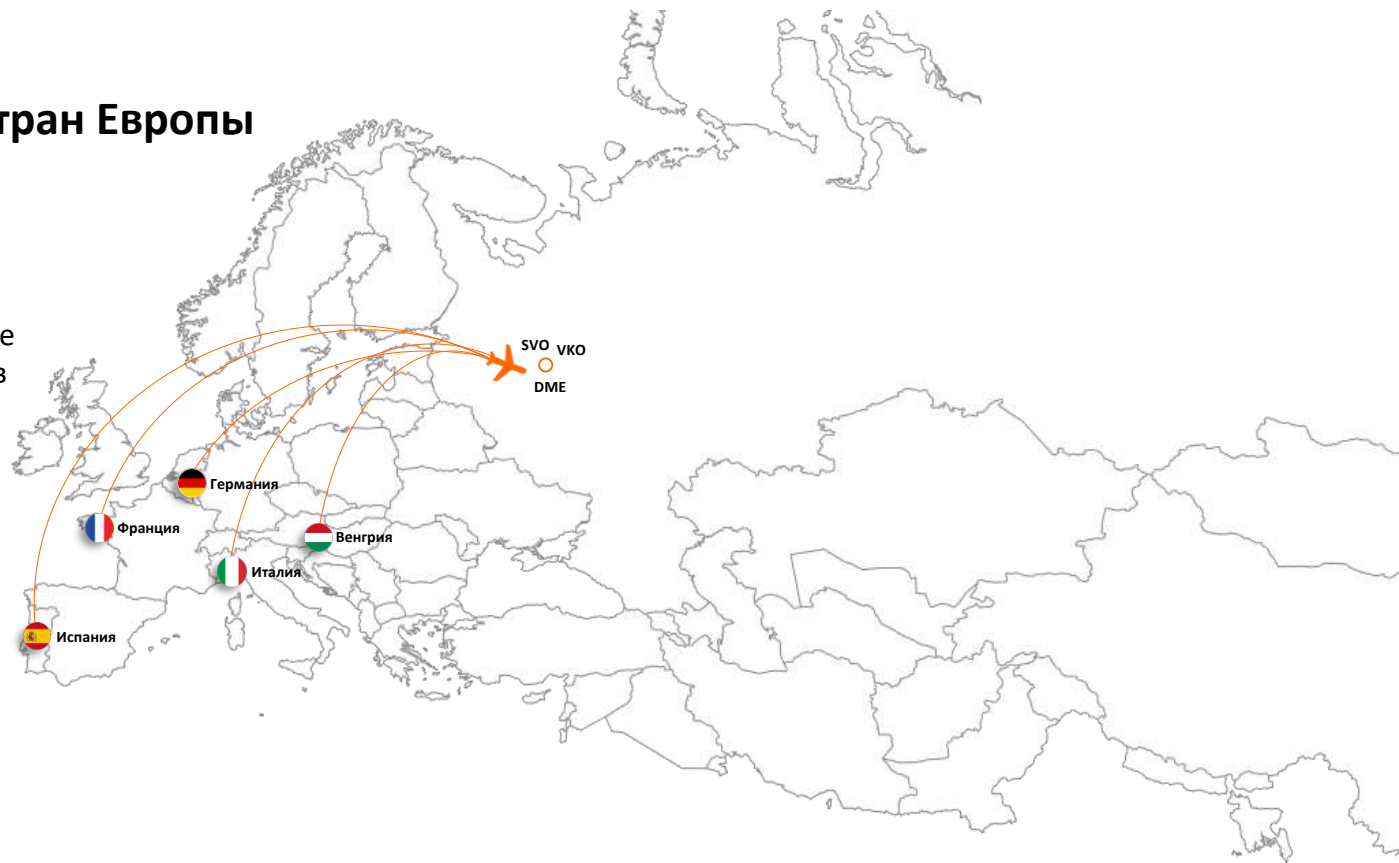 тран Европы
е
в
SVO VKO
DME
Германия
Франция
Венгрия
Италия
Испания